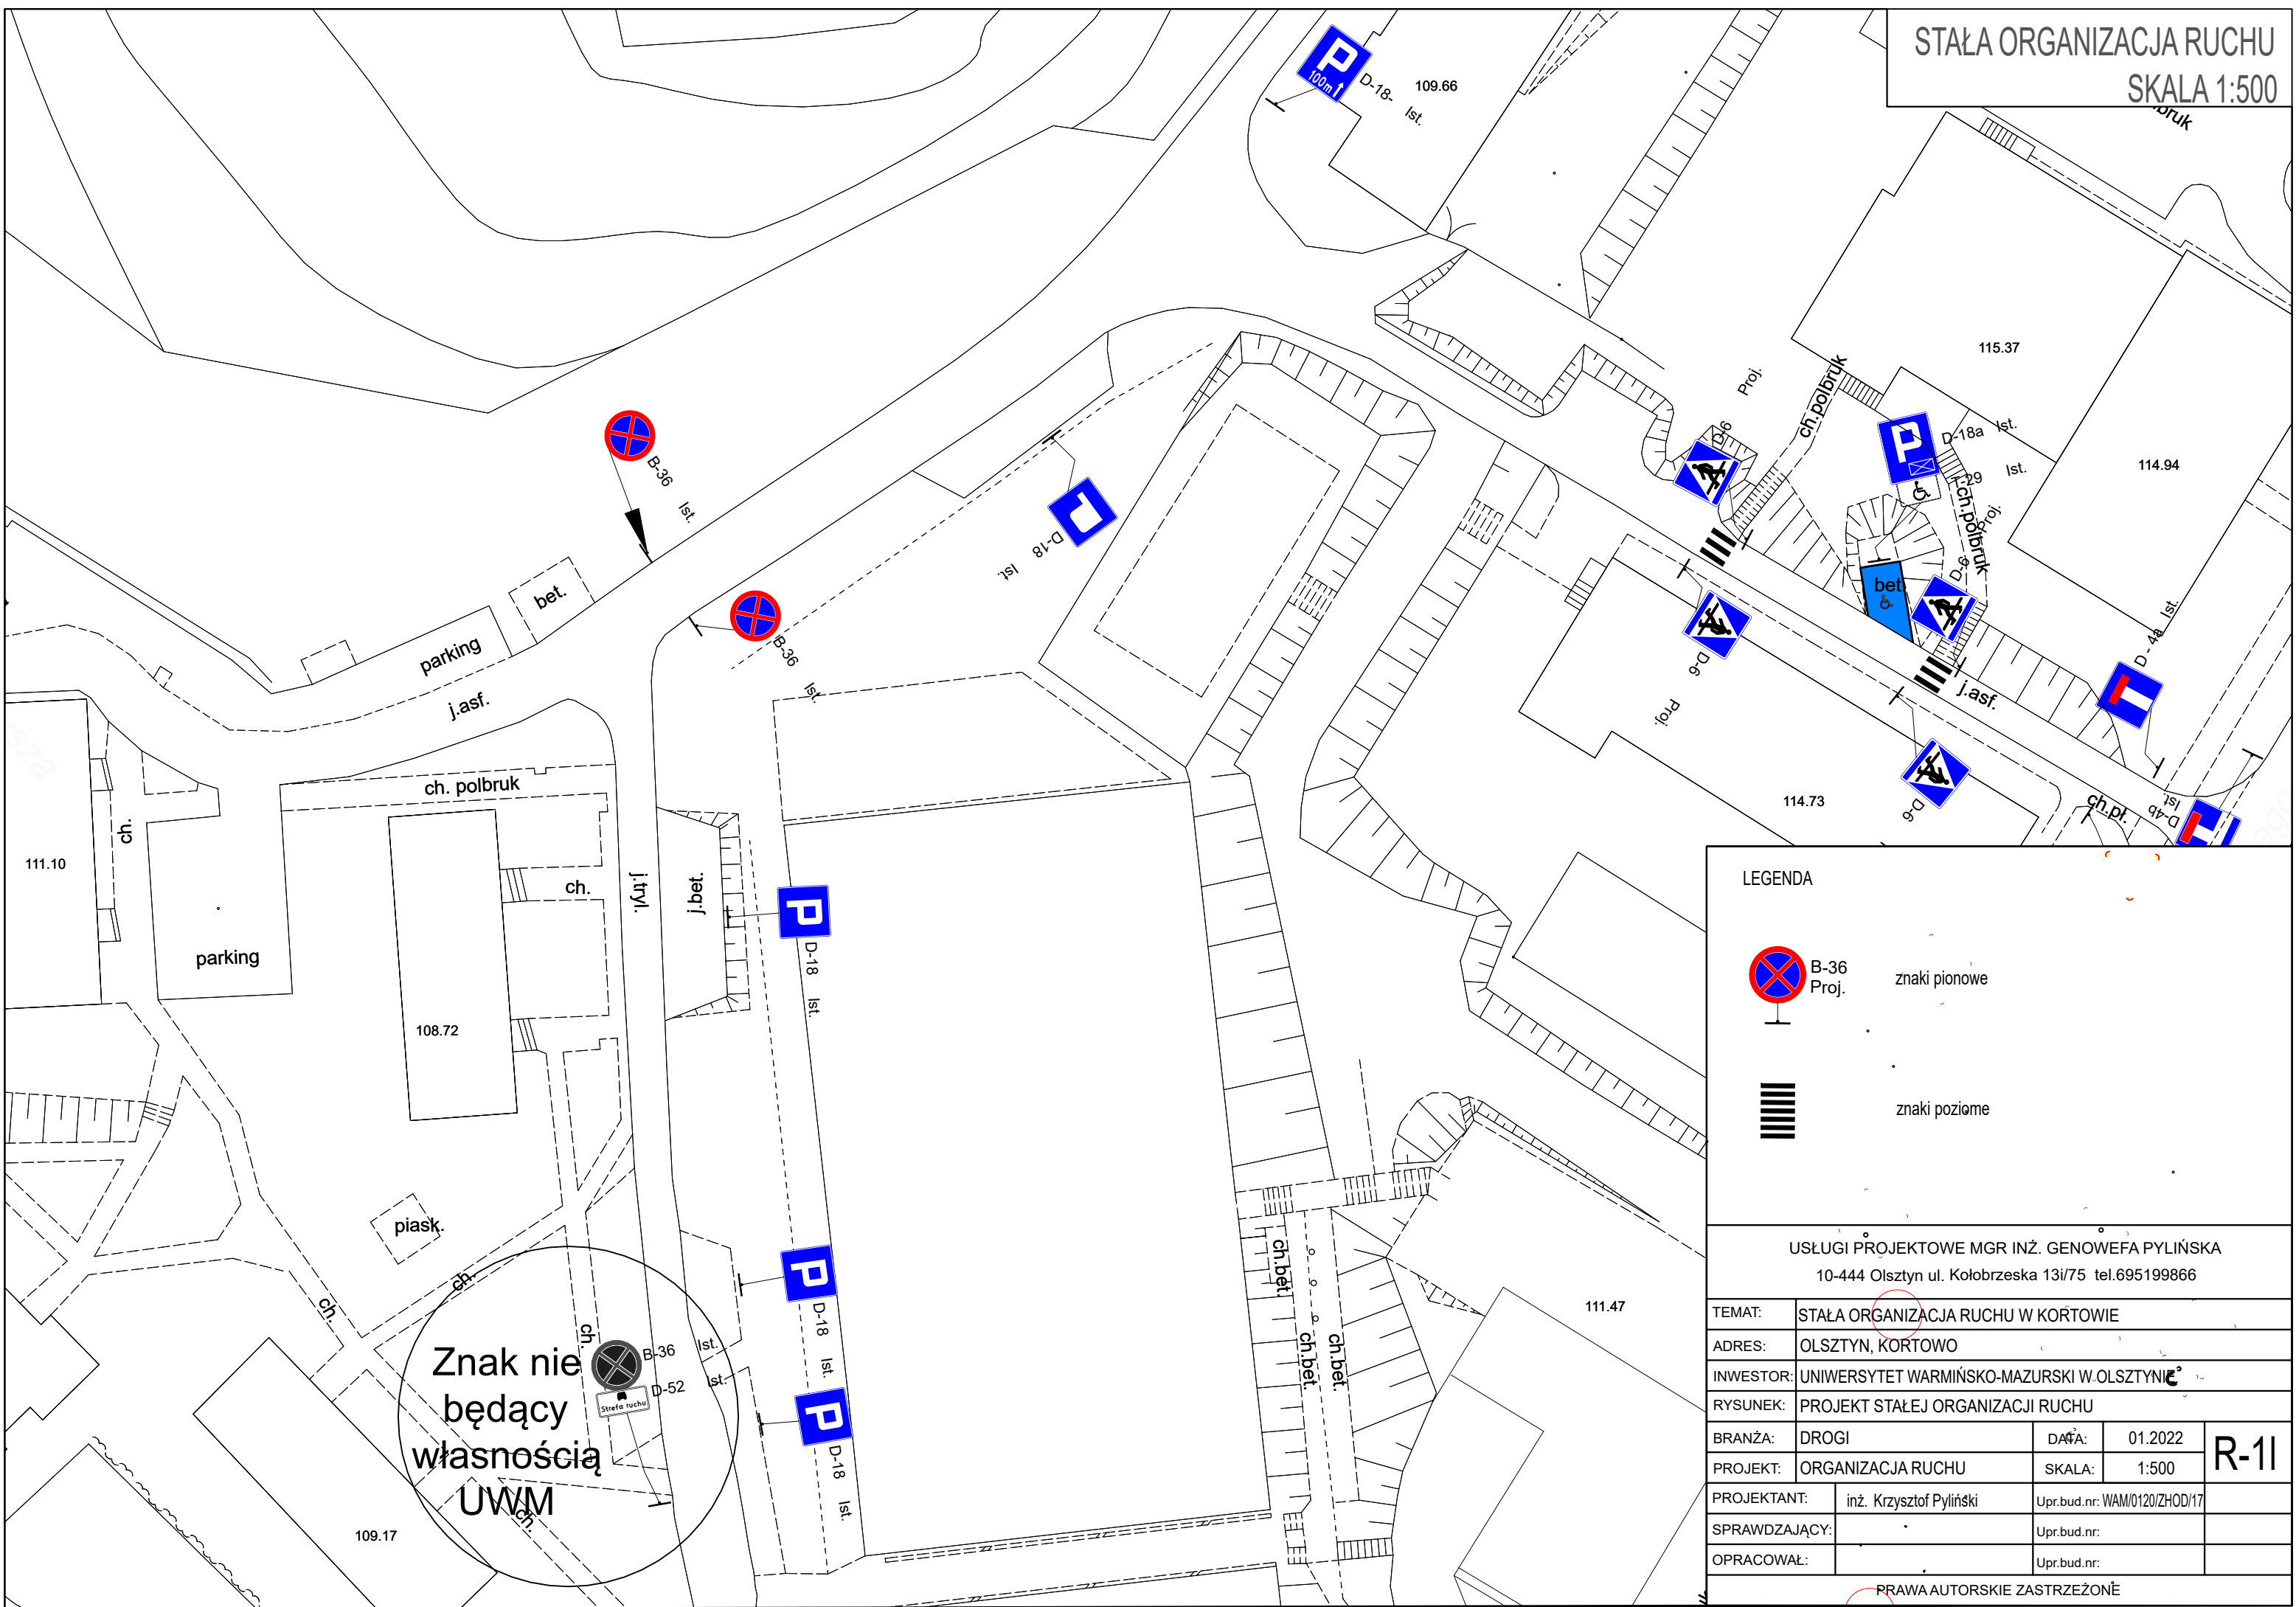 STAŁA ORGANIZACJA RUCHU
SKALA 1:500
P
100m
D-18-
Ist.
109.66
115.37
114.94
B-36
Ist.
B-36
Ist.
D-18
Ist.
D-6
Proj.
ch.polbruk
P
D-18a Ist.
Ist.
ch.polbruk
D-6
Proj.
bet.
D-6
Proj.
D-6
j.asf.
D - 4a Ist.
D-4b
Ist.
ch.pł.
114.73
bet.
parking
j.asf.
ch. polbruk
ch.
111.10
parking
108.72
ch.
j.tryl.
j.bet.
P
D-18 Ist.
P
D-18 Ist.
P
D-18 Ist.
piask.
ch.
ch.
ch.
ch.
109.17
Znak nie
będący
własnością
UWM
B-36 Ist.
D-52 Ist.
Strefa ruchu
ch.bet.
ch.bet.
ch.bet.
111.47
LEGENDA
B-36
Proj.
znaki pionowe
znaki poziome
USŁUGI PROJEKTOWE MGR INŻ. GENOWEFA PYLIŃSKA
10-444 Olsztyn ul. Kołobrzeska 13i/75 tel.695199866
TEMAT: STAŁA ORGANIZACJA RUCHU W KORTOWIE
ADRES: OLSZTYN, KORTOWO
INWESTOR: UNIWERSYTET WARMIŃSKO-MAZURSKI W OLSZTYNIE
RYSUNEK: PROJEKT STAŁEJ ORGANIZACJI RUCHU
BRANŻA: DROGI DATA: 01.2022
PROJEKT: ORGANIZACJA RUCHU SKALA: 1:500
R-1I
PROJEKTANT: inż. Krzysztof Pyliński Upr.bud.nr: WAM/0120/ZHOD/17
SPRAWDZAJĄCY: Upr.bud.nr:
OPRACOWAŁ: Upr.bud.nr:
PRAWA AUTORSKIE ZASTRZEŻONE